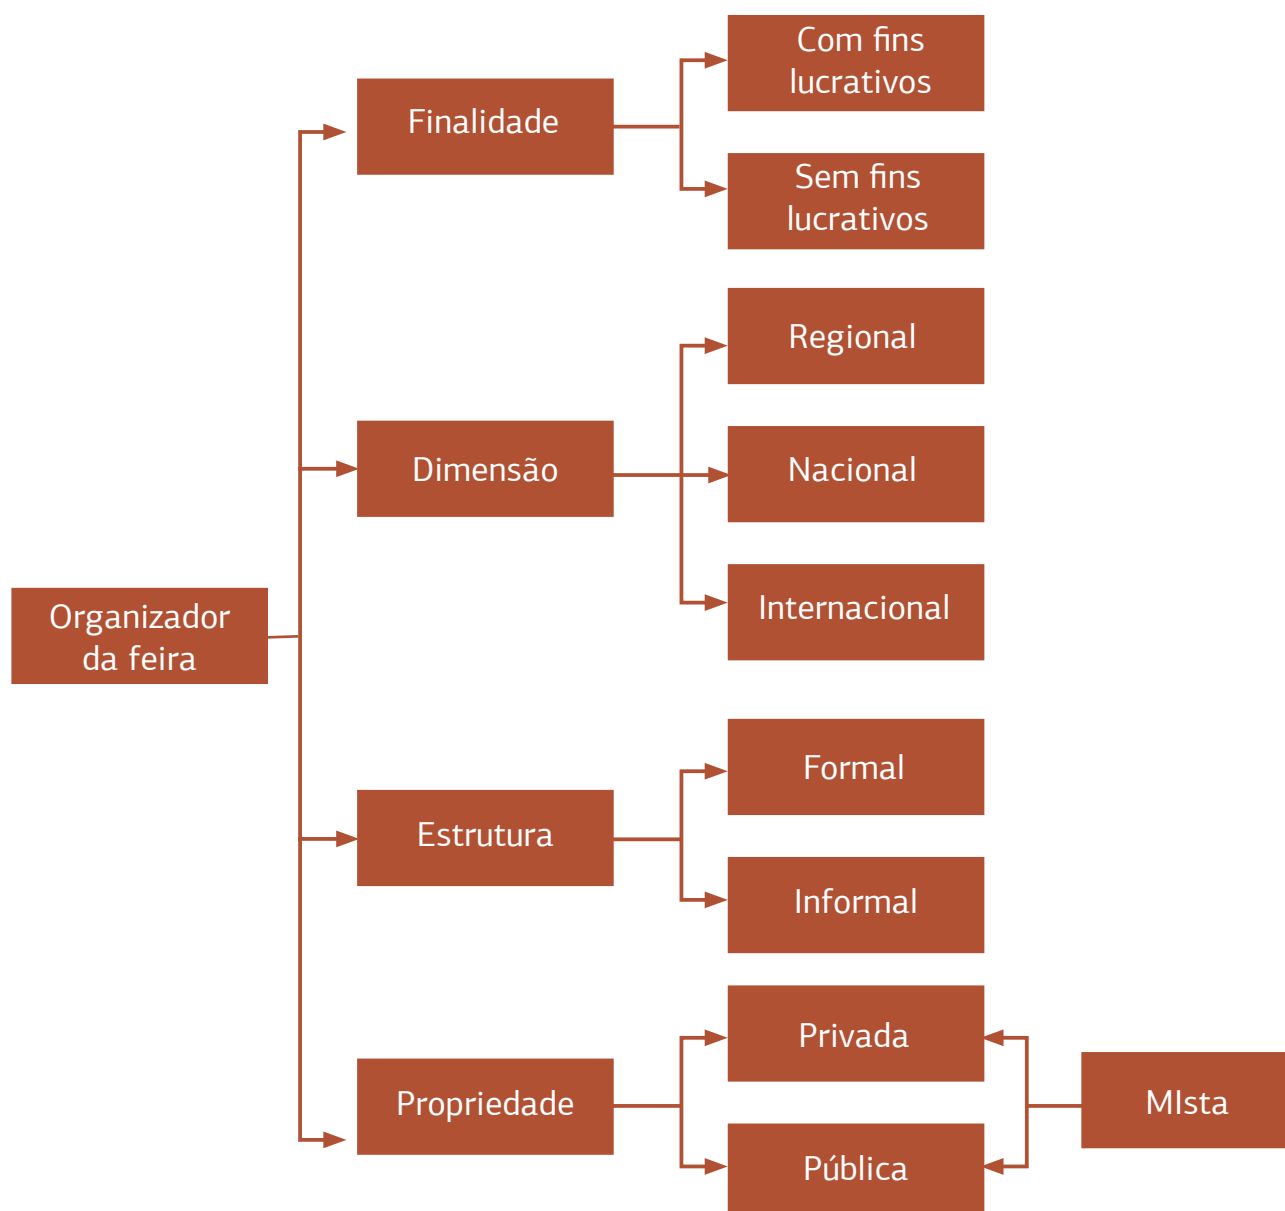 Organizador
da feira
Finalidade
Com fins
lucrativos
Sem fins
lucrativos
Dimensão
Regional
Nacional
Internacional
Estrutura
Formal
Informal
Propriedade
Privada
Pública
MIsta